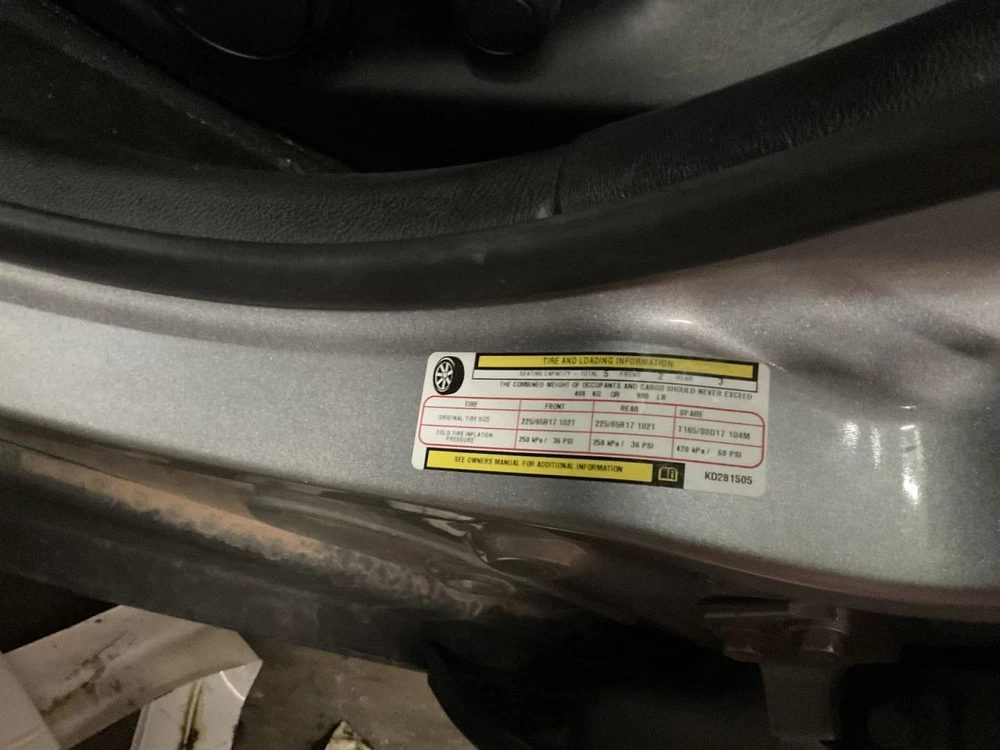 TIRE AND LOADING INFORMATION
SEATING CAPACITY - TOTAL 5 FRONT 2 REAR 3
THE COMBINED WEIGHT OF OCCUPANTS AND CARGO SHOULD NEVER EXCEED
KG OR LB
TIRE FRONT REAR SPARE
ORIGINAL TIRE SIZE 225/65R17 102T 225/65R17 102T T165/80D17 104M
COLD TIRE INFLATION PRESSURE 250 kPa / 36 PSI 250 kPa / 36 PSI 420 kPa / 60 PSI
SEE OWNERS MANUAL FOR ADDITIONAL INFORMATION
KD281505